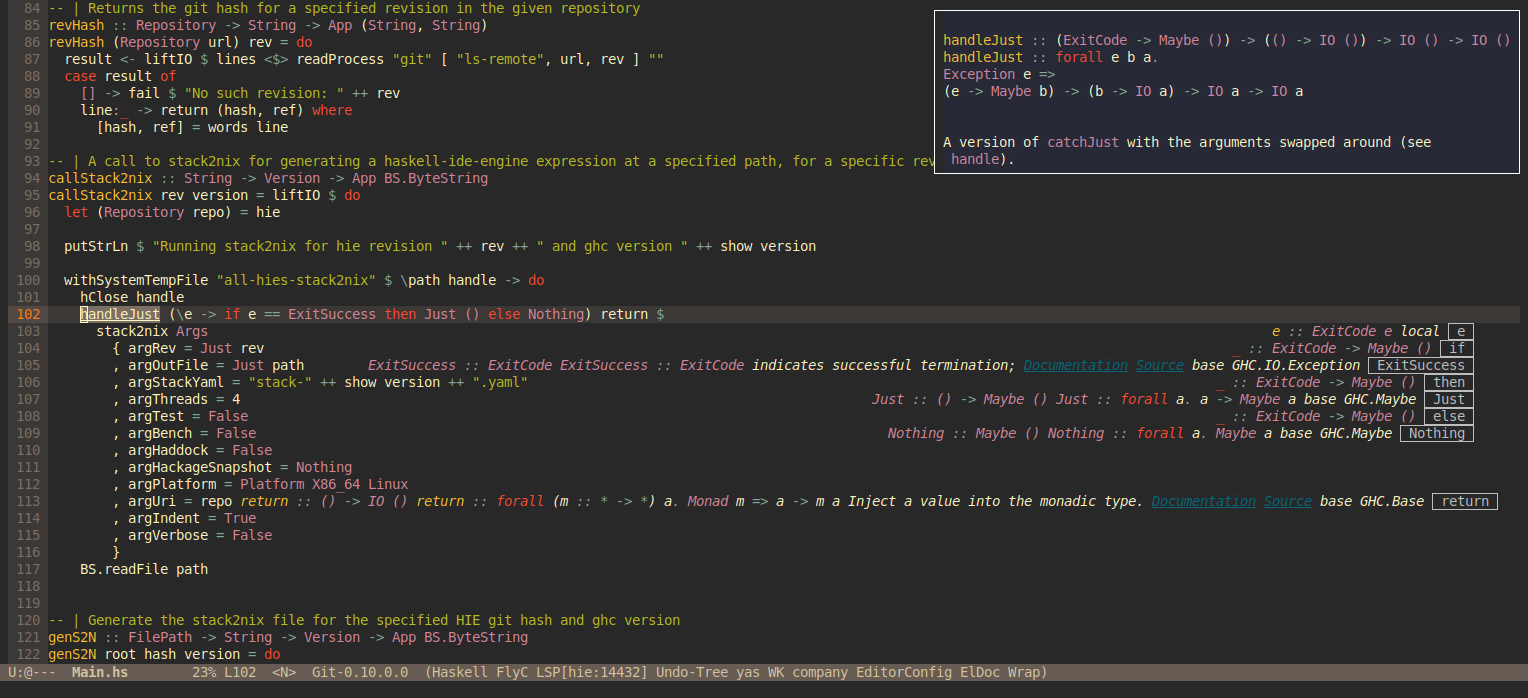 84 -- | Returns the git hash for a specified revision in the given repository
85 revHash :: Repository -> String -> App (String, String)
86 revHash (Repository url) rev = do
87   result <- liftIO $ lines <$> readProcess "git" [ "ls-remote", url, rev ] ""
88   case result of
89     [] -> fail $ "No such revision: " ++ rev
90     line:_ -> return (hash, ref) where
91       [hash, ref] = words line
92
93 -- | A call to stack2nix for generating a haskell-ide-engine expression at a specified path, for a specific rev
94 callStack2nix :: String -> Version -> App BS.ByteString
95 callStack2nix rev version = liftIO $ do
96   let (Repository repo) = hie
97
98   putStrLn $ "Running stack2nix for hie revision " ++ rev ++ " and ghc version " ++ show version
99
100   withSystemTempFile "all-hies-stack2nix" $ \path handle -> do
101     hClose handle
102     handleJust (\e -> if e == ExitSuccess then Just () else Nothing) return $
103       stack2nix Args e :: ExitCode e local e
104         { argRev = Just rev _ :: ExitCode -> Maybe () if
105         , argOutFile = Just path ExitSuccess :: ExitCode ExitSuccess :: ExitCode indicates successful termination; Documentation Source base GHC.IO.Exception ExitSuccess
106         , argStackYaml = "stack-" ++ show version ++ ".yaml" _ :: ExitCode -> Maybe () then
107         , argThreads = 4 Just :: () -> Maybe () Just :: forall a. a -> Maybe a base GHC.Maybe Just
108         , argTest = False _ :: ExitCode -> Maybe () else
109         , argBench = False Nothing :: Maybe () Nothing :: forall a. Maybe a base GHC.Maybe Nothing
110         , argHaddock = False
111         , argHackageSnapshot = Nothing
112         , argPlatform = Platform X86_64 Linux
113         , argUri = repo return :: () -> IO () return :: forall (m :: * -> *) a. Monad m => a -> m a Inject a value into the monadic type. Documentation Source base GHC.Base return
114         , argIndent = True
115         , argVerbose = False
116         }
117     BS.readFile path
118
119
120 -- | Generate the stack2nix file for the specified HIE git hash and ghc version
121 genS2N :: FilePath -> String -> Version -> App BS.ByteString
122 genS2N root hash version = do
handleJust :: (ExitCode -> Maybe ()) -> (() -> IO ()) -> IO () -> IO ()
handleJust :: forall e b a.
Exception e =>
(e -> Maybe b) -> (b -> IO a) -> IO a -> IO a
A version of catchJust with the arguments swapped around (see
handle).
U:@--- Main.hs 23% L102 <N> Git-0.10.0.0 (Haskell FlyC LSP[hie:14432] Undo-Tree yas WK company EditorConfig ElDoc Wrap)